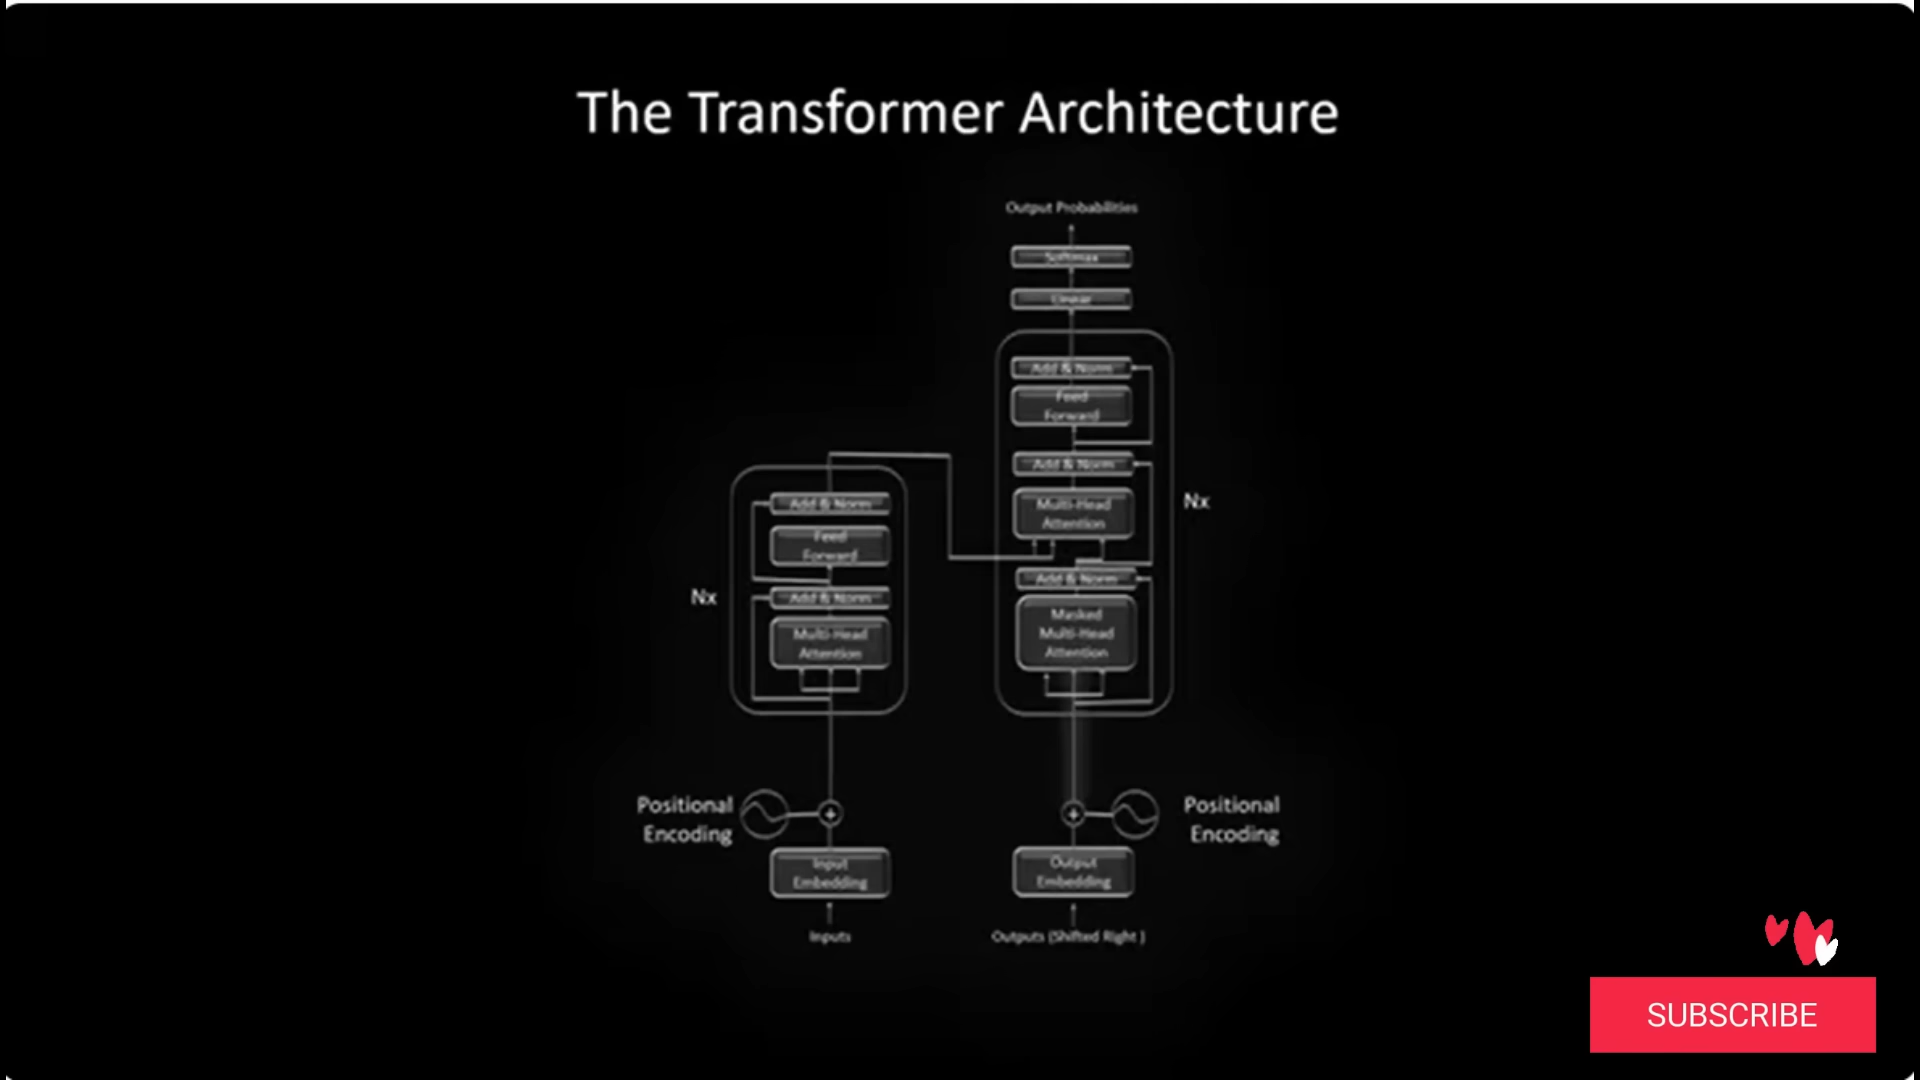 The Transformer Architecture
Output Probabilities
Softmax
Linear
Add & Norm
Feed
Forward
Add & Norm
Multi-Head
Attention
Nx
Add & Norm
Masked
Multi-Head
Attention
Add & Norm
Feed
Forward
Nx
Add & Norm
Multi-Head
Attention
Positional
Encoding
Positional
Encoding
Input
Embedding
Output
Embedding
Inputs
Outputs (Shifted Right )
SUBSCRIBE